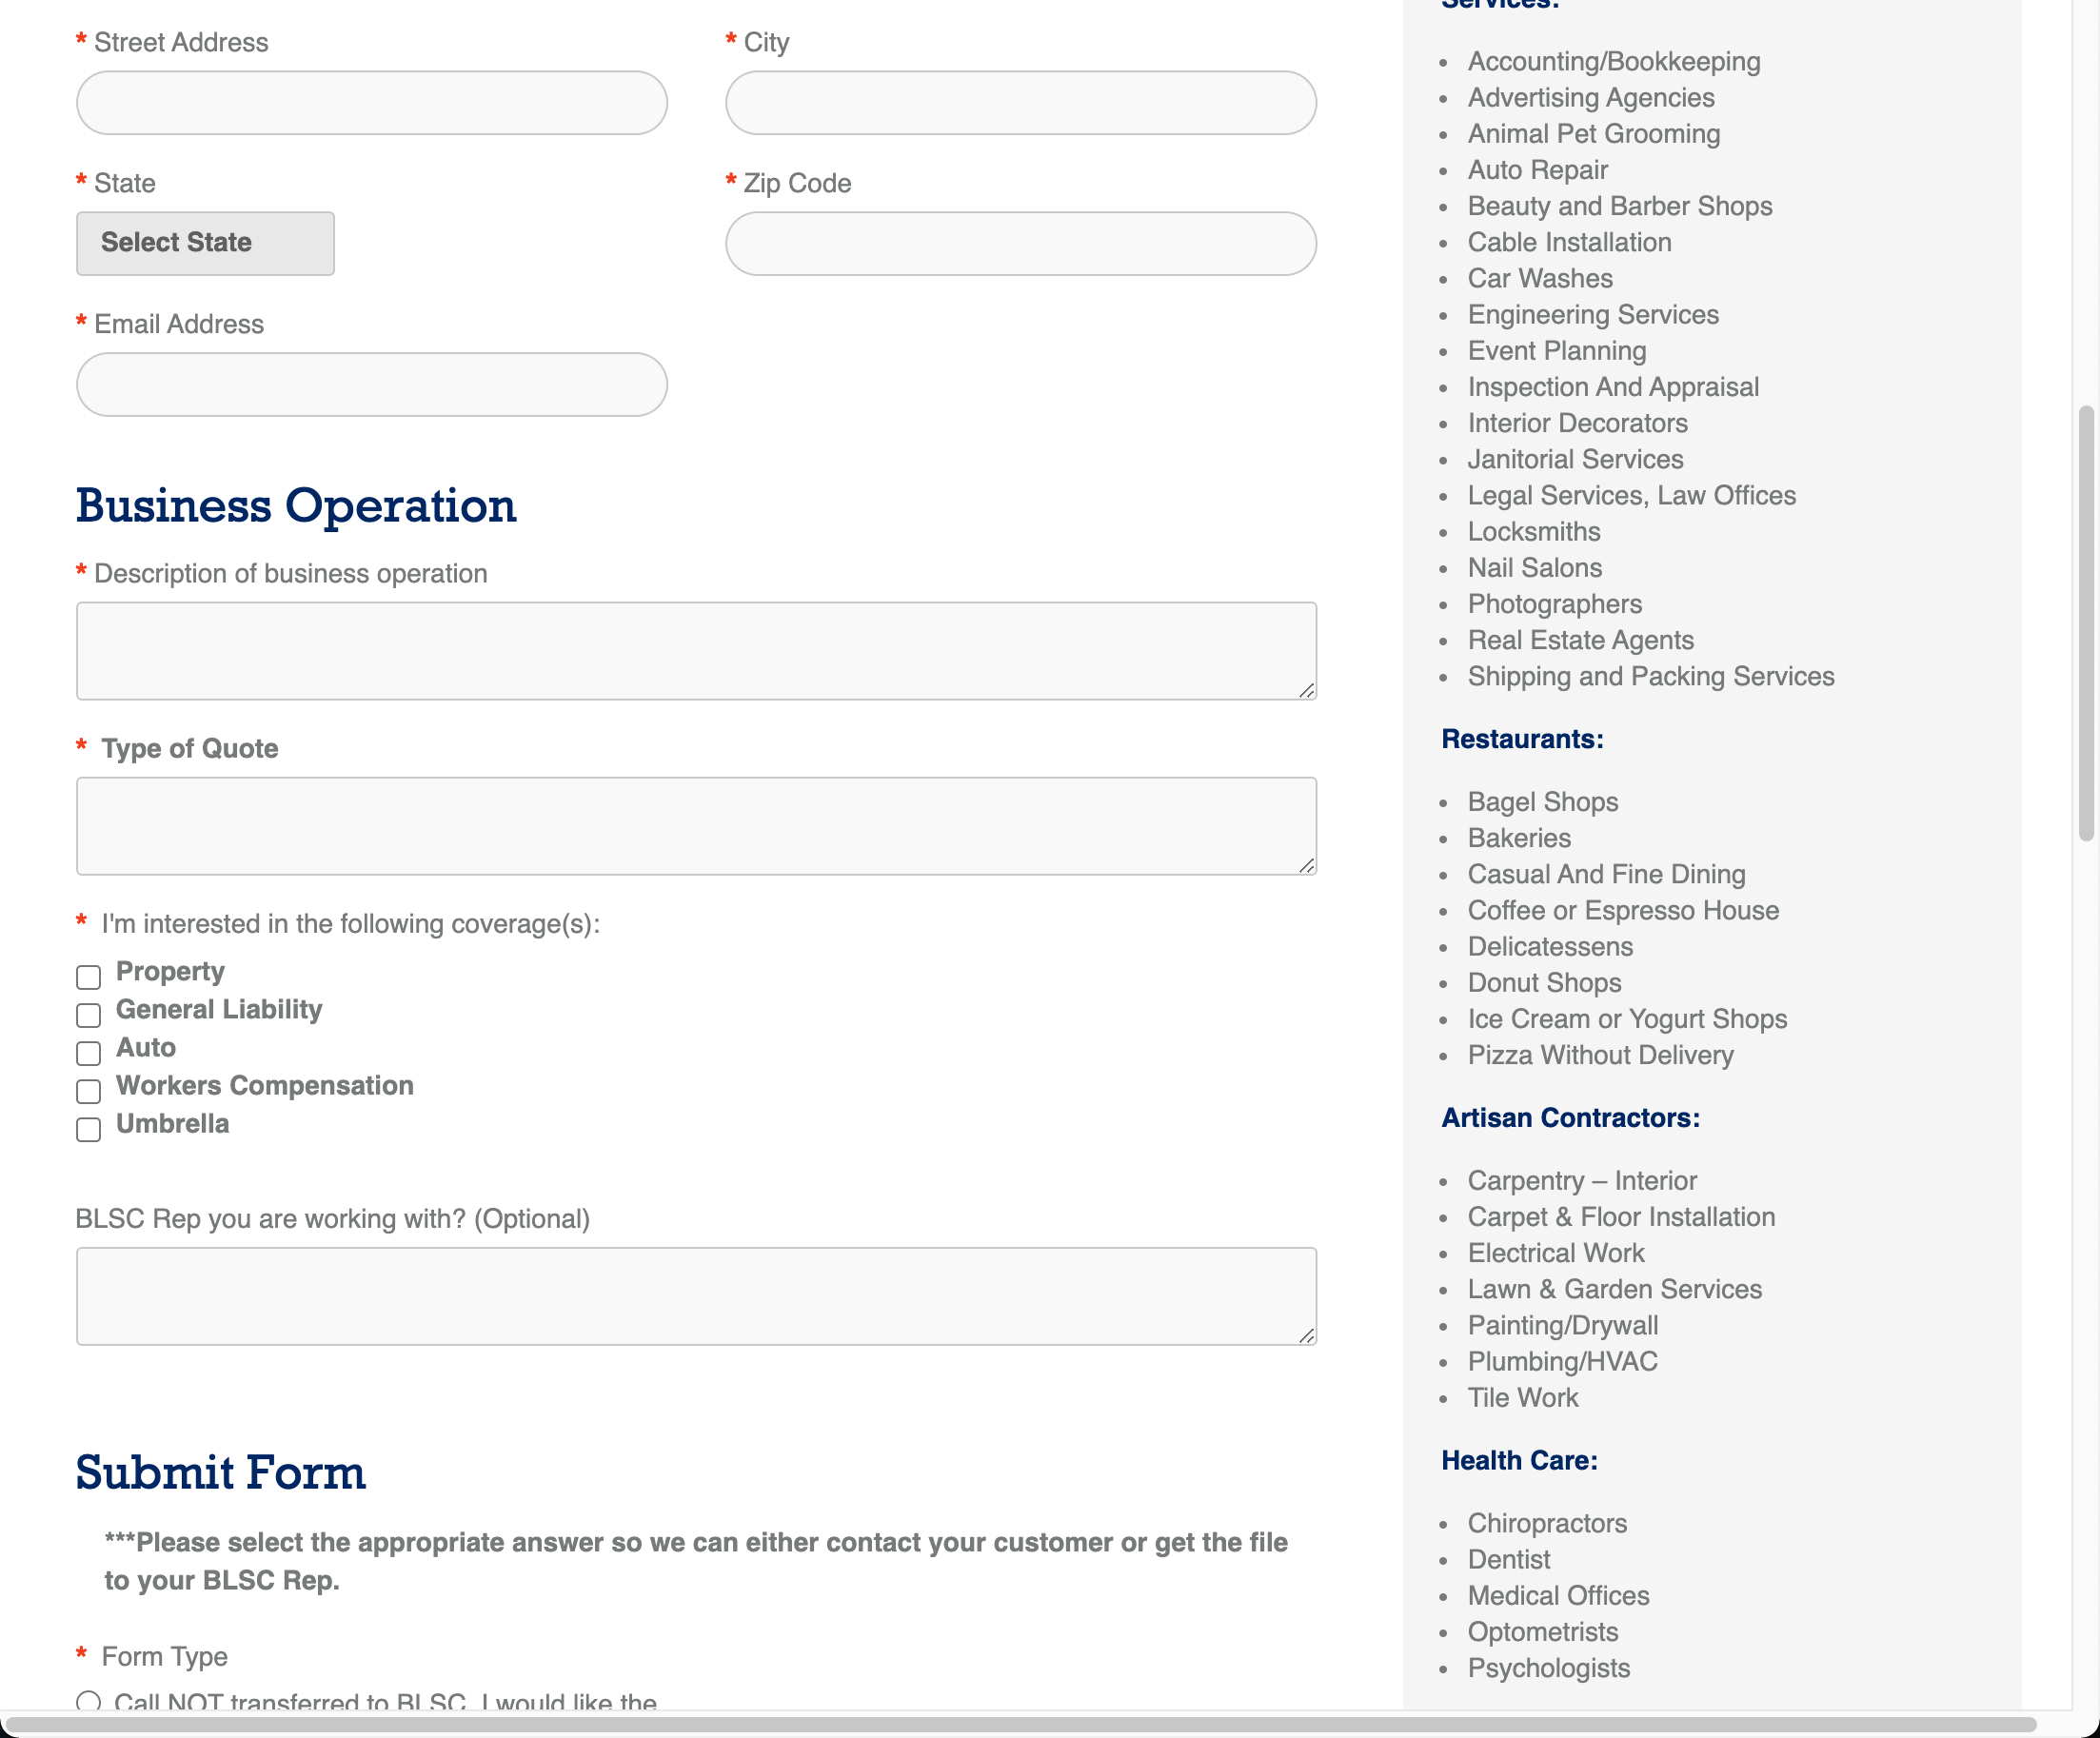 * Street Address
* City
* State
Select State
* Zip Code
* Email Address
Business Operation
* Description of business operation
* Type of Quote
* I'm interested in the following coverage(s):
Property
General Liability
Auto
Workers Compensation
Umbrella
BLSC Rep you are working with? (Optional)
Submit Form
***Please select the appropriate answer so we can either contact your customer or get the file
to your BLSC Rep.
* Form Type
Call NOT transferred to BLSC. I would like the
Services:
• Accounting/Bookkeeping
• Advertising Agencies
• Animal Pet Grooming
• Auto Repair
• Beauty and Barber Shops
• Cable Installation
• Car Washes
• Engineering Services
• Event Planning
• Inspection And Appraisal
• Interior Decorators
• Janitorial Services
• Legal Services, Law Offices
• Locksmiths
• Nail Salons
• Photographers
• Real Estate Agents
• Shipping and Packing Services
Restaurants:
• Bagel Shops
• Bakeries
• Casual And Fine Dining
• Coffee or Espresso House
• Delicatessens
• Donut Shops
• Ice Cream or Yogurt Shops
• Pizza Without Delivery
Artisan Contractors:
• Carpentry – Interior
• Carpet & Floor Installation
• Electrical Work
• Lawn & Garden Services
• Painting/Drywall
• Plumbing/HVAC
• Tile Work
Health Care:
• Chiropractors
• Dentist
• Medical Offices
• Optometrists
• Psychologists